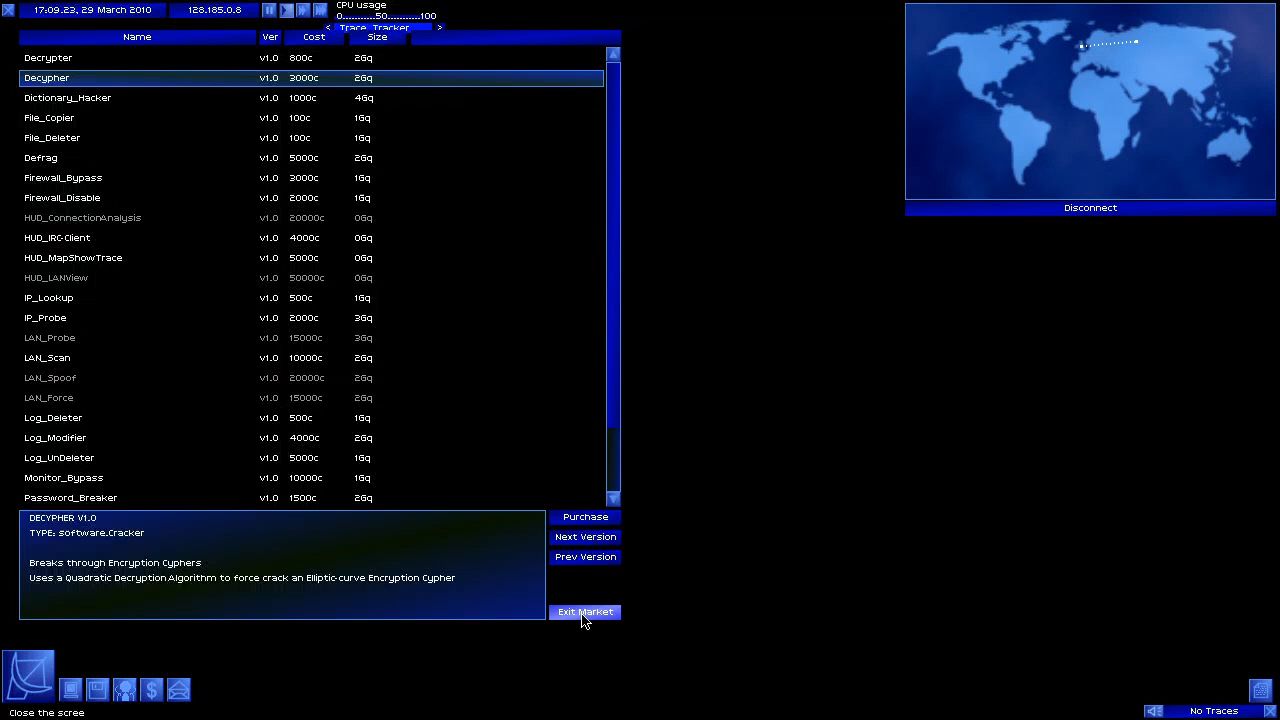 17:09.23, 29 March 2010
128.185.0.8
CPU usage
0...........50...........100
< Trace_Tracker >
Name Ver Cost Size
Decrypter v1.0 800c 2Gq
Decypher v1.0 3000c 2Gq
Dictionary_Hacker v1.0 1000c 4Gq
File_Copier v1.0 100c 1Gq
File_Deleter v1.0 100c 1Gq
Defrag v1.0 5000c 2Gq
Firewall_Bypass v1.0 3000c 1Gq
Firewall_Disable v1.0 2000c 1Gq
HUD_ConnectionAnalysis v1.0 20000c 0Gq
HUD_IRC-Client v1.0 4000c 0Gq
HUD_MapShowTrace v1.0 5000c 0Gq
HUD_LANView v1.0 50000c 0Gq
IP_Lookup v1.0 500c 1Gq
IP_Probe v1.0 2000c 3Gq
LAN_Probe v1.0 15000c 3Gq
LAN_Scan v1.0 10000c 2Gq
LAN_Spoof v1.0 20000c 2Gq
LAN_Force v1.0 15000c 2Gq
Log_Deleter v1.0 500c 1Gq
Log_Modifier v1.0 4000c 2Gq
Log_UnDeleter v1.0 5000c 1Gq
Monitor_Bypass v1.0 10000c 1Gq
Password_Breaker v1.0 1500c 2Gq
DECYPHER V1.0
TYPE: software.Cracker
Breaks through Encryption Cyphers
Uses a Quadratic Decryption Algorithm to force crack an Elliptic-curve Encryption Cypher
Purchase
Next Version
Prev Version
Exit Market
Disconnect
$
Close the scree
No Traces